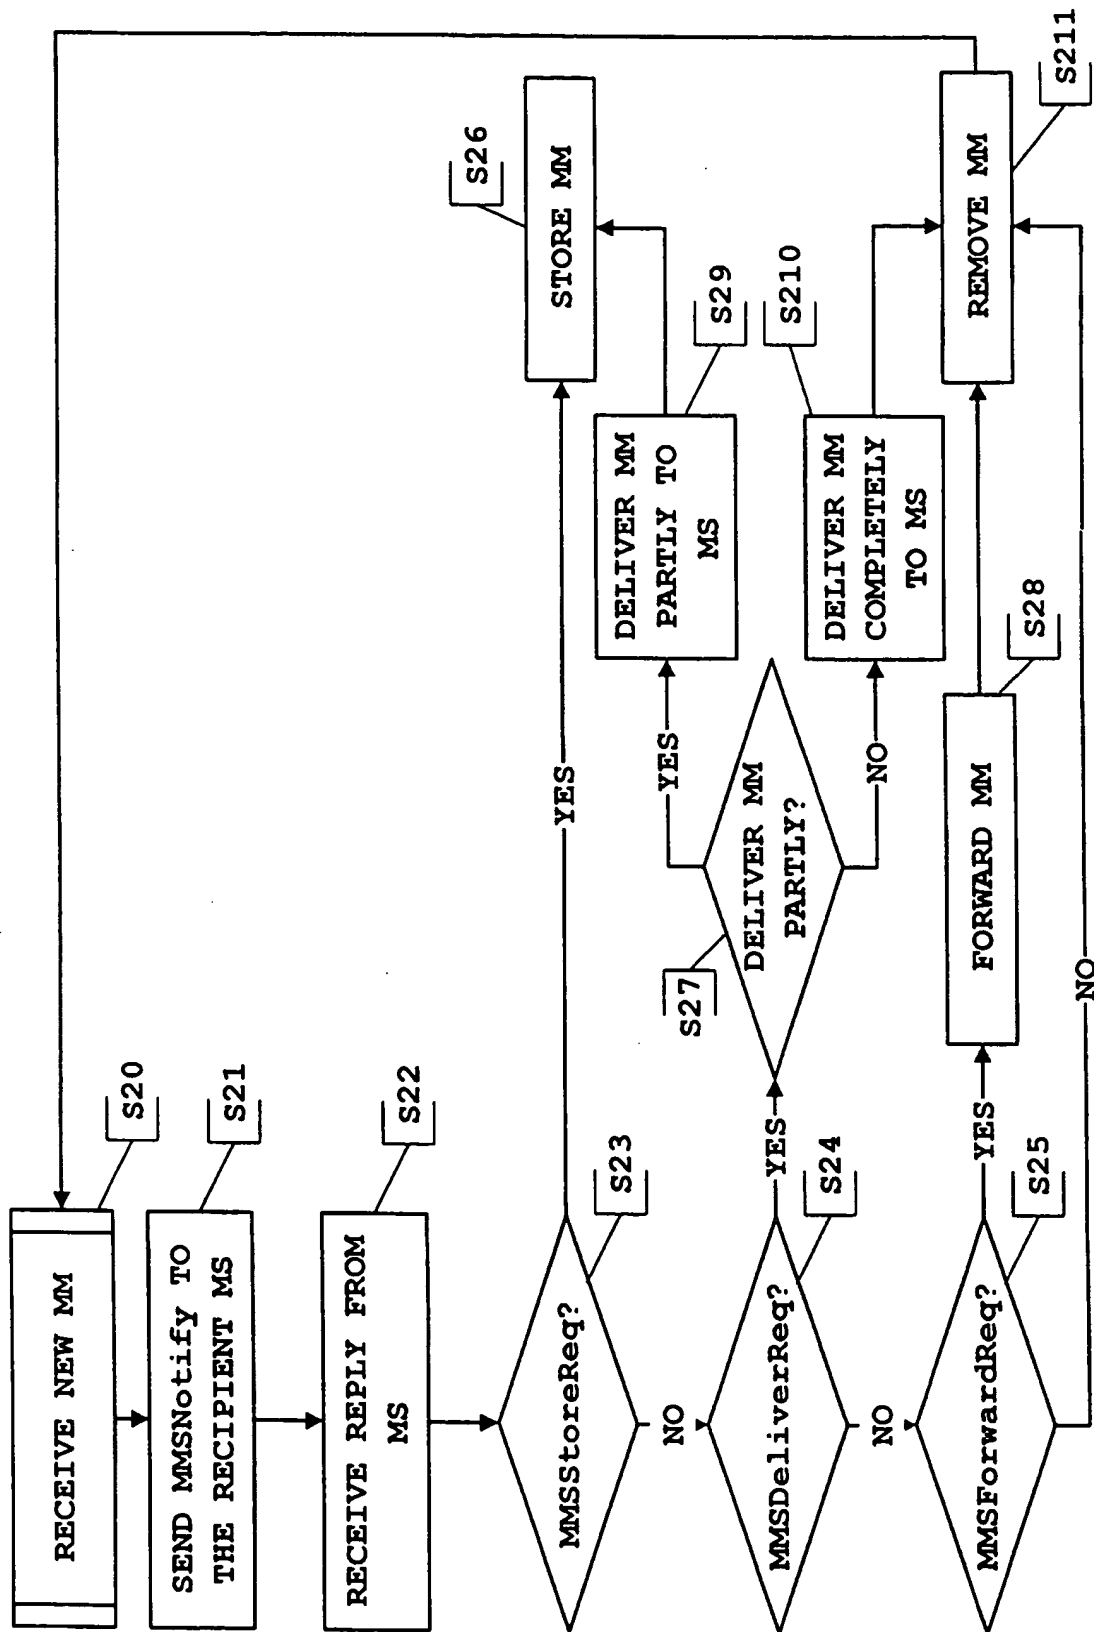 RECEIVE NEW MM
S20
SEND MMSNotify TO
THE RECIPIENT MS
S21
RECEIVE REPLY FROM
MS
S22
MMSStoreReq?
S23
YES
STORE MM
S26
NO
MMSDeliverReq?
S24
YES
DELIVER MM
PARTLY?
S27
YES
DELIVER MM
PARTLY TO
MS
S29
NO
DELIVER MM
COMPLETELY
TO MS
S210
NO
MMSForwardReq?
S25
YES
FORWARD MM
S28
REMOVE MM
S211
NO